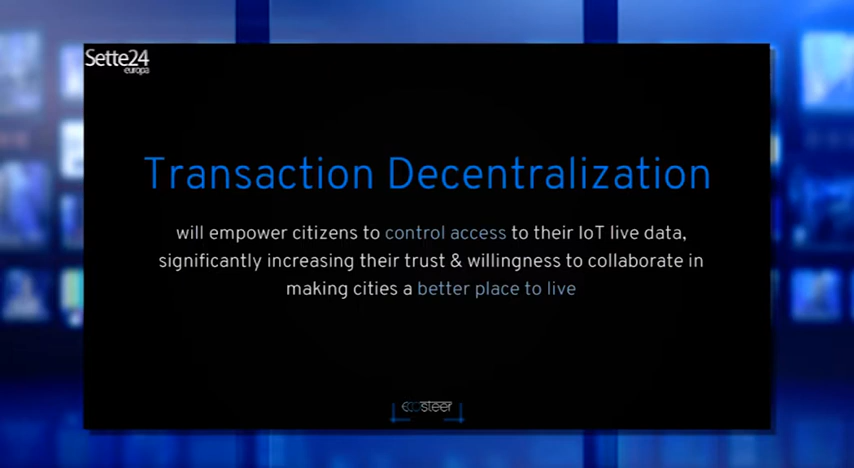 Sette24
europa
Transaction Decentralization
will empower citizens to control access to their IoT live data,
significantly increasing their trust & willingness to collaborate in
making cities a better place to live
ecosteer